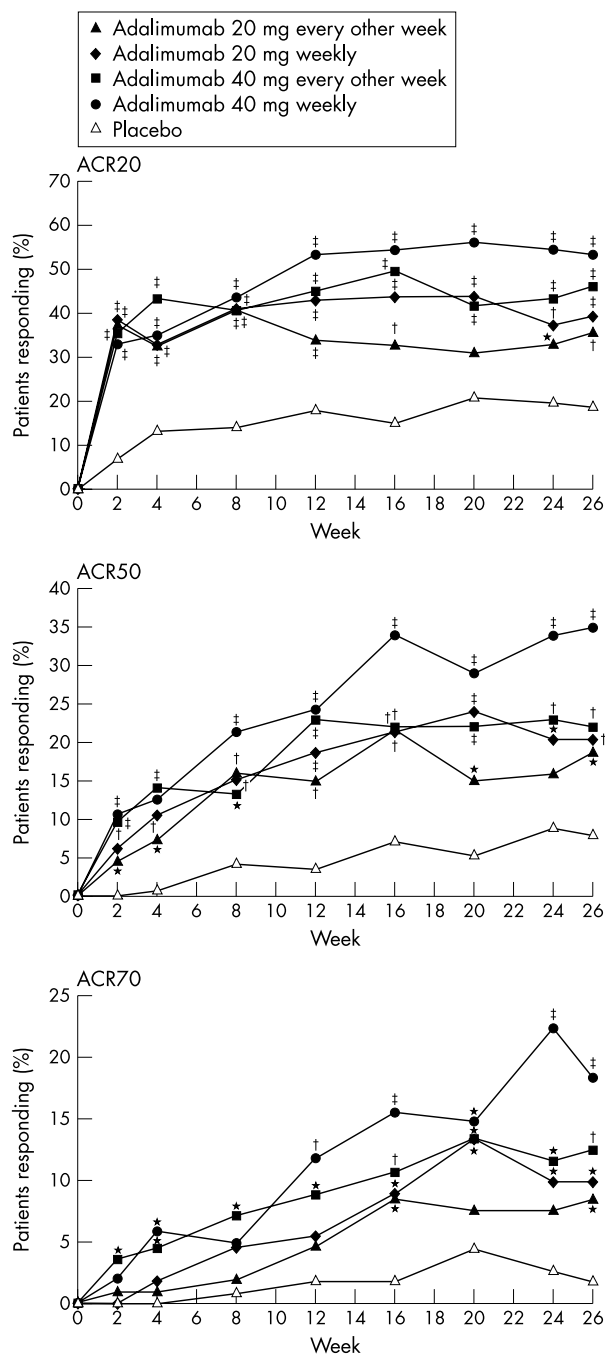 ▲ Adalimumab 20 mg every other week
◆ Adalimumab 20 mg weekly
■ Adalimumab 40 mg every other week
● Adalimumab 40 mg weekly
△ Placebo
ACR20
Patients responding (%)
70
60
50
40
30
20
10
0
0 2 4 6 8 10 12 14 16 18 20 22 24 26
Week
ACR50
Patients responding (%)
40
35
30
25
20
15
10
5
0
0 2 4 6 8 10 12 14 16 18 20 22 24 26
Week
ACR70
Patients responding (%)
25
20
15
10
5
0
0 2 4 6 8 10 12 14 16 18 20 22 24 26
Week